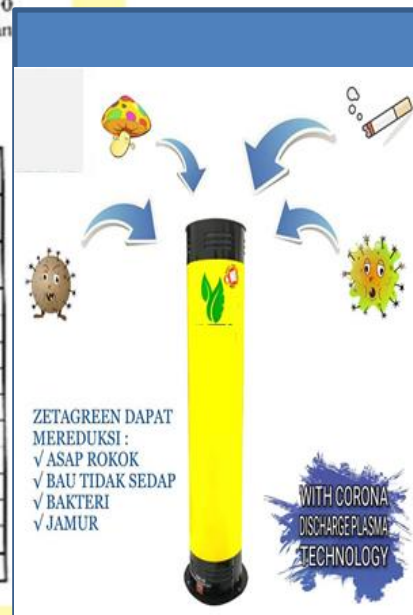 ZETAGREEN DAPAT
MEREDUKSI :
√ ASAP ROKOK
√ BAU TIDAK SEDAP
√ BAKTERI
√ JAMUR
WITH CORONA
DISCHARGE PLASMA
TECHNOLOGY